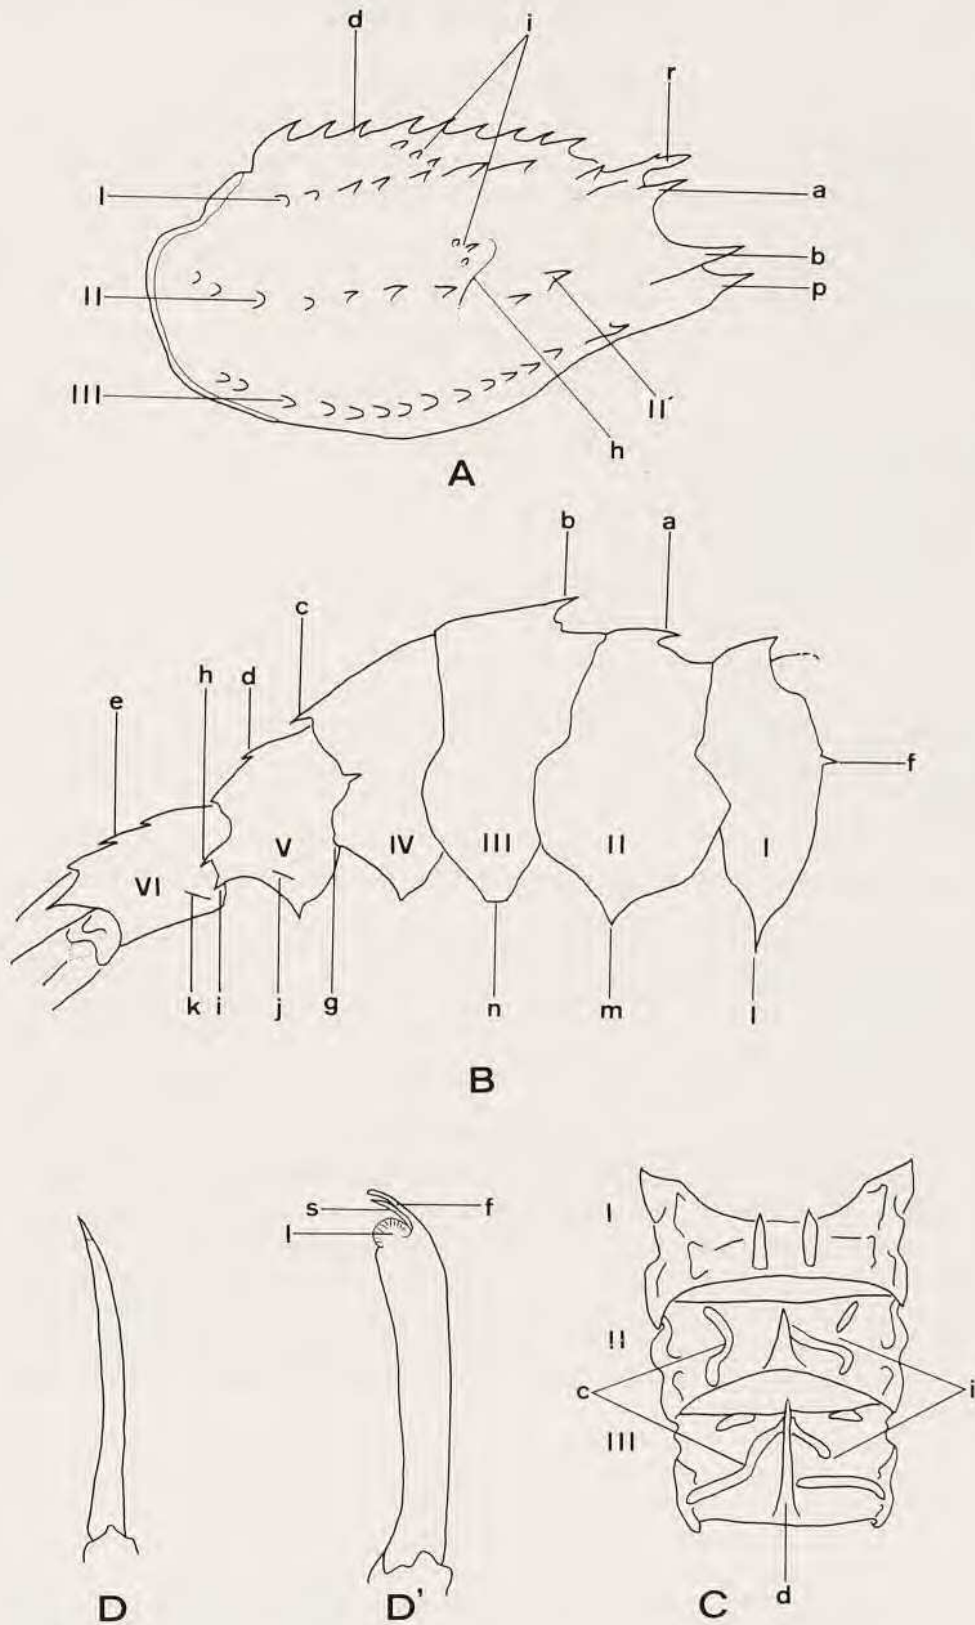 d i
r
I a
b
II p
III
II´
h
A
b a
c
h d
e
f
VI V IV III II I
k i j g n m l
B
s f
l
I
II
c i
III
d
D D' C